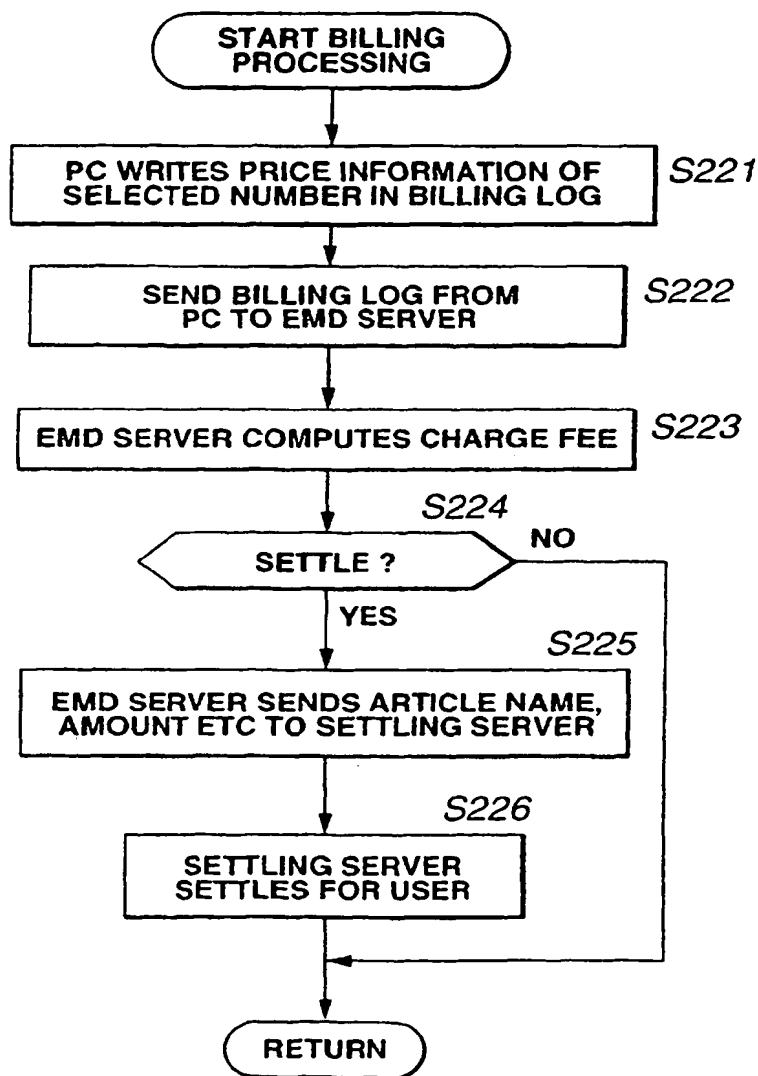 START BILLING
PROCESSING
PC WRITES PRICE INFORMATION OF
SELECTED NUMBER IN BILLING LOG
S221
SEND BILLING LOG FROM
PC TO EMD SERVER
S222
EMD SERVER COMPUTES CHARGE FEE
S223
S224
SETTLE ?
NO
YES
S225
EMD SERVER SENDS ARTICLE NAME,
AMOUNT ETC TO SETTLING SERVER
S226
SETTLING SERVER
SETTLES FOR USER
RETURN